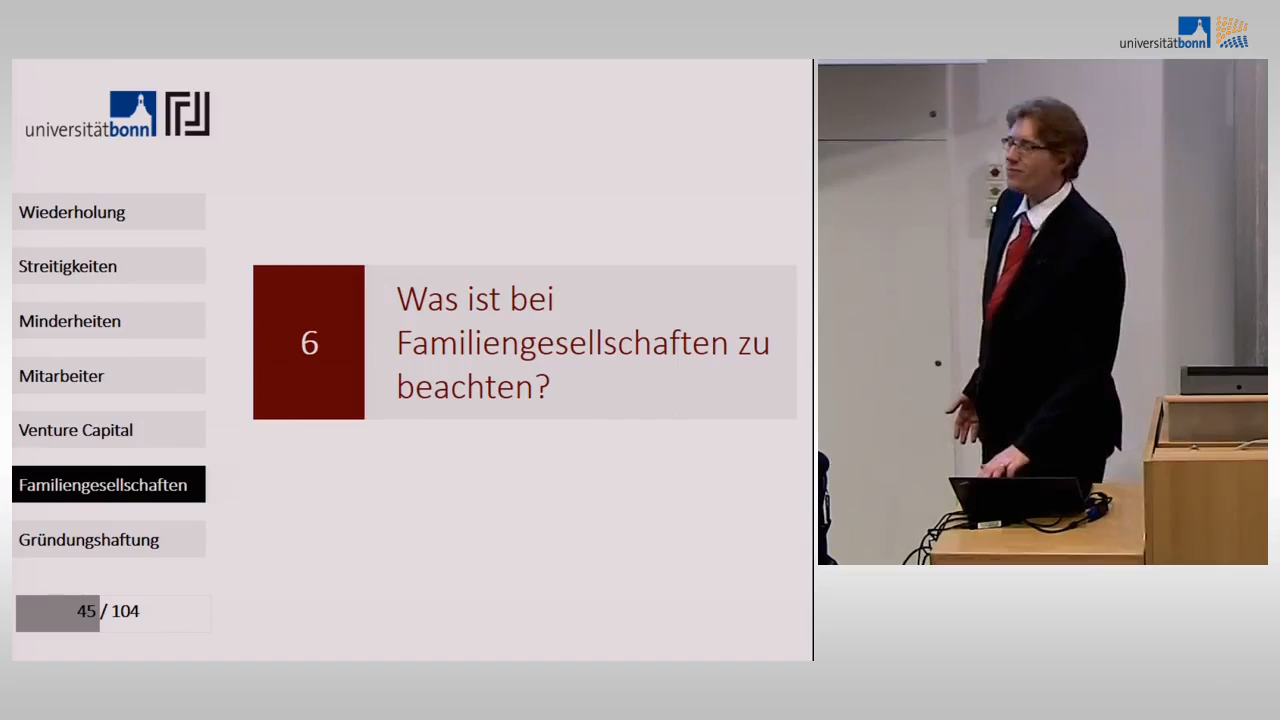 universitätbonn
universitätbonn
Wiederholung
Streitigkeiten
Minderheiten
Mitarbeiter
Venture Capital
Familiengesellschaften
Gründungshaftung
45 / 104
6
Was ist bei
Familiengesellschaften zu
beachten?